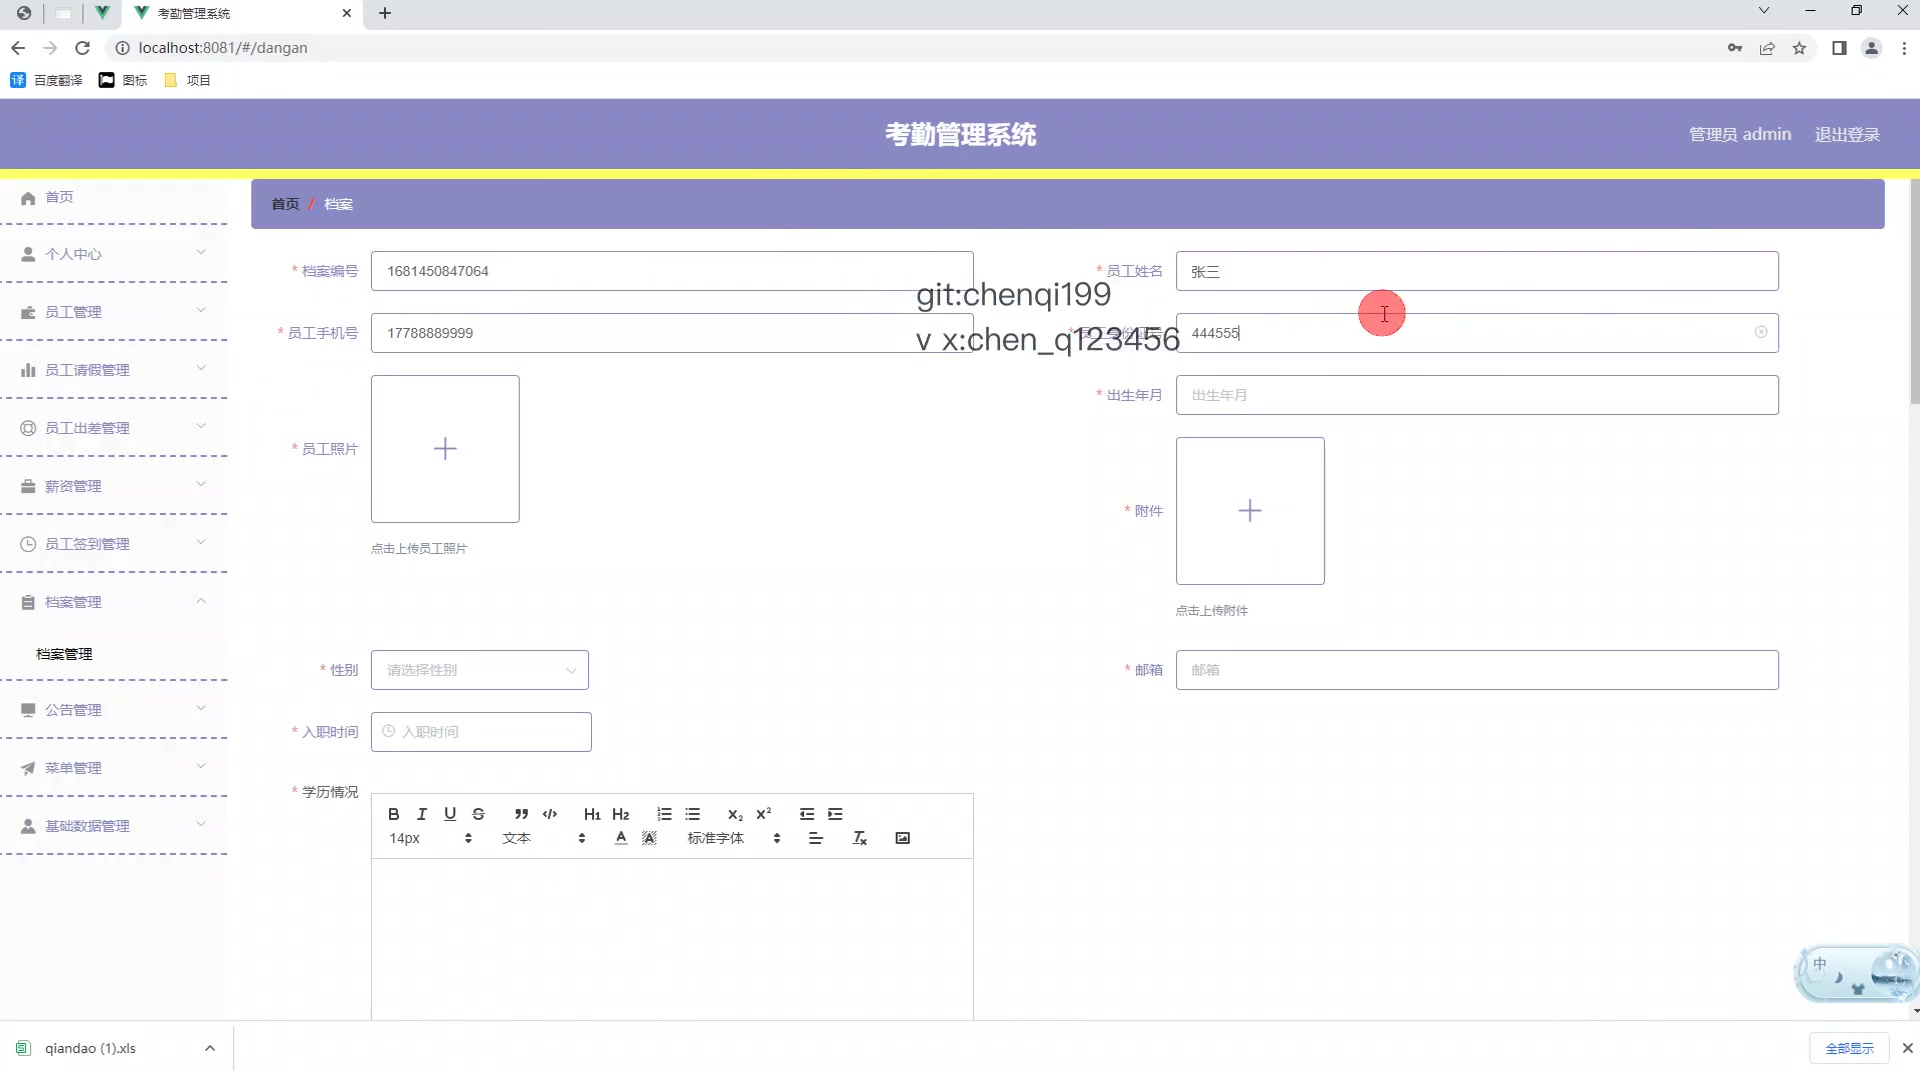 考勤管理系统
localhost:8081/#/dangan
百度翻译
图标
项目
考勤管理系统
管理员 admin
退出登录
首页 / 档案
首页
个人中心
员工管理
员工请假管理
员工出差管理
薪资管理
员工签到管理
档案管理
档案管理
公告管理
菜单管理
基础数据管理
* 档案编号 1681450847064
* 员工姓名 张三
git:chenqi199
* 员工手机号 17788889999
444555
v x:chen_q123456
* 员工照片
点击上传员工照片
* 出生年月 出生年月
* 附件
点击上传附件
* 性别 请选择性别
* 邮箱 邮箱
* 入职时间 入职时间
* 学历情况
B I U S H1 H2 X2 X2
14px 文本 A A 标准字体 Tx
译
中
qiandao (1).xls
全部显示